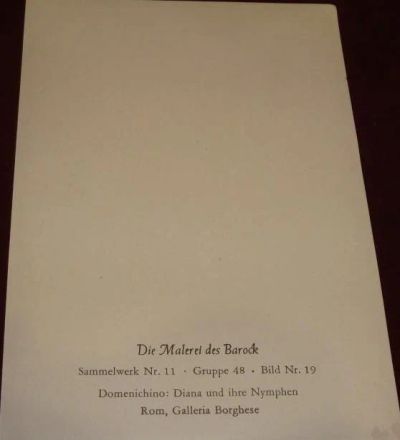 Die Malerei des Barock
Sammelwerk Nr. 11 · Gruppe 48 · Bild Nr. 19
Domenichino: Diana und ihre Nymphen
Rom, Galleria Borghese